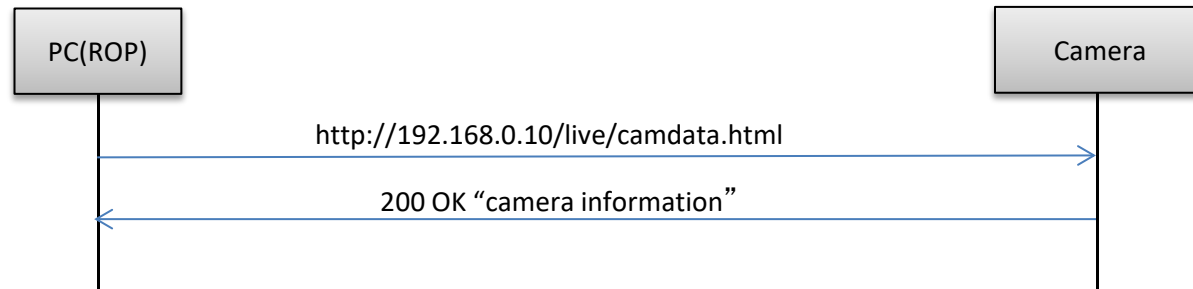 PC(ROP)
Camera
http://192.168.0.10/live/camdata.html
200 OK “camera information”